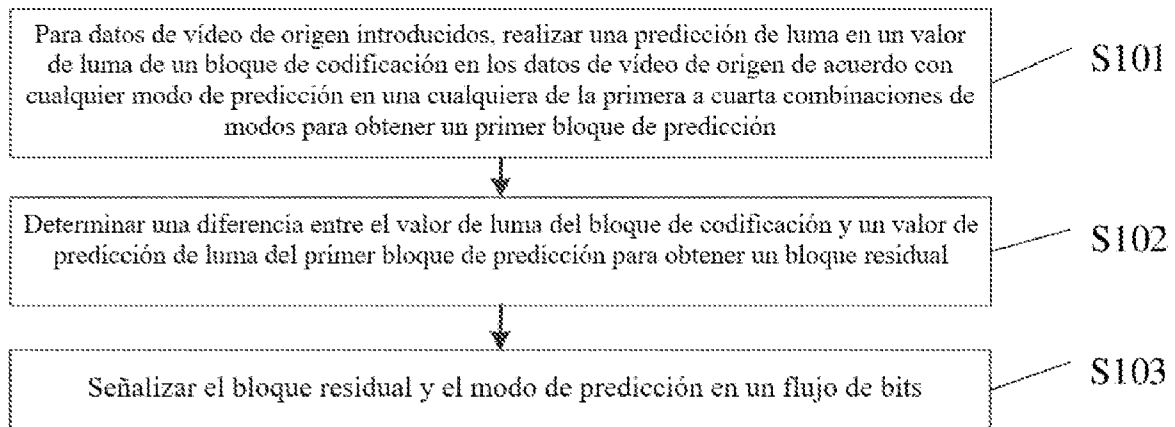 Para datos de vídeo de origen introducidos, realizar una predicción de luma en un valor
de luma de un bloque de codificación en los datos de vídeo de origen de acuerdo con
cualquier modo de predicción en una cualquiera de la primera a cuarta combinaciones de
modos para obtener un primer bloque de predicción
S101
Determinar una diferencia entre el valor de luma del bloque de codificación y un valor de
predicción de luma del primer bloque de predicción para obtener un bloque residual
S102
Señalizar el bloque residual y el modo de predicción en un flujo de bits
S103